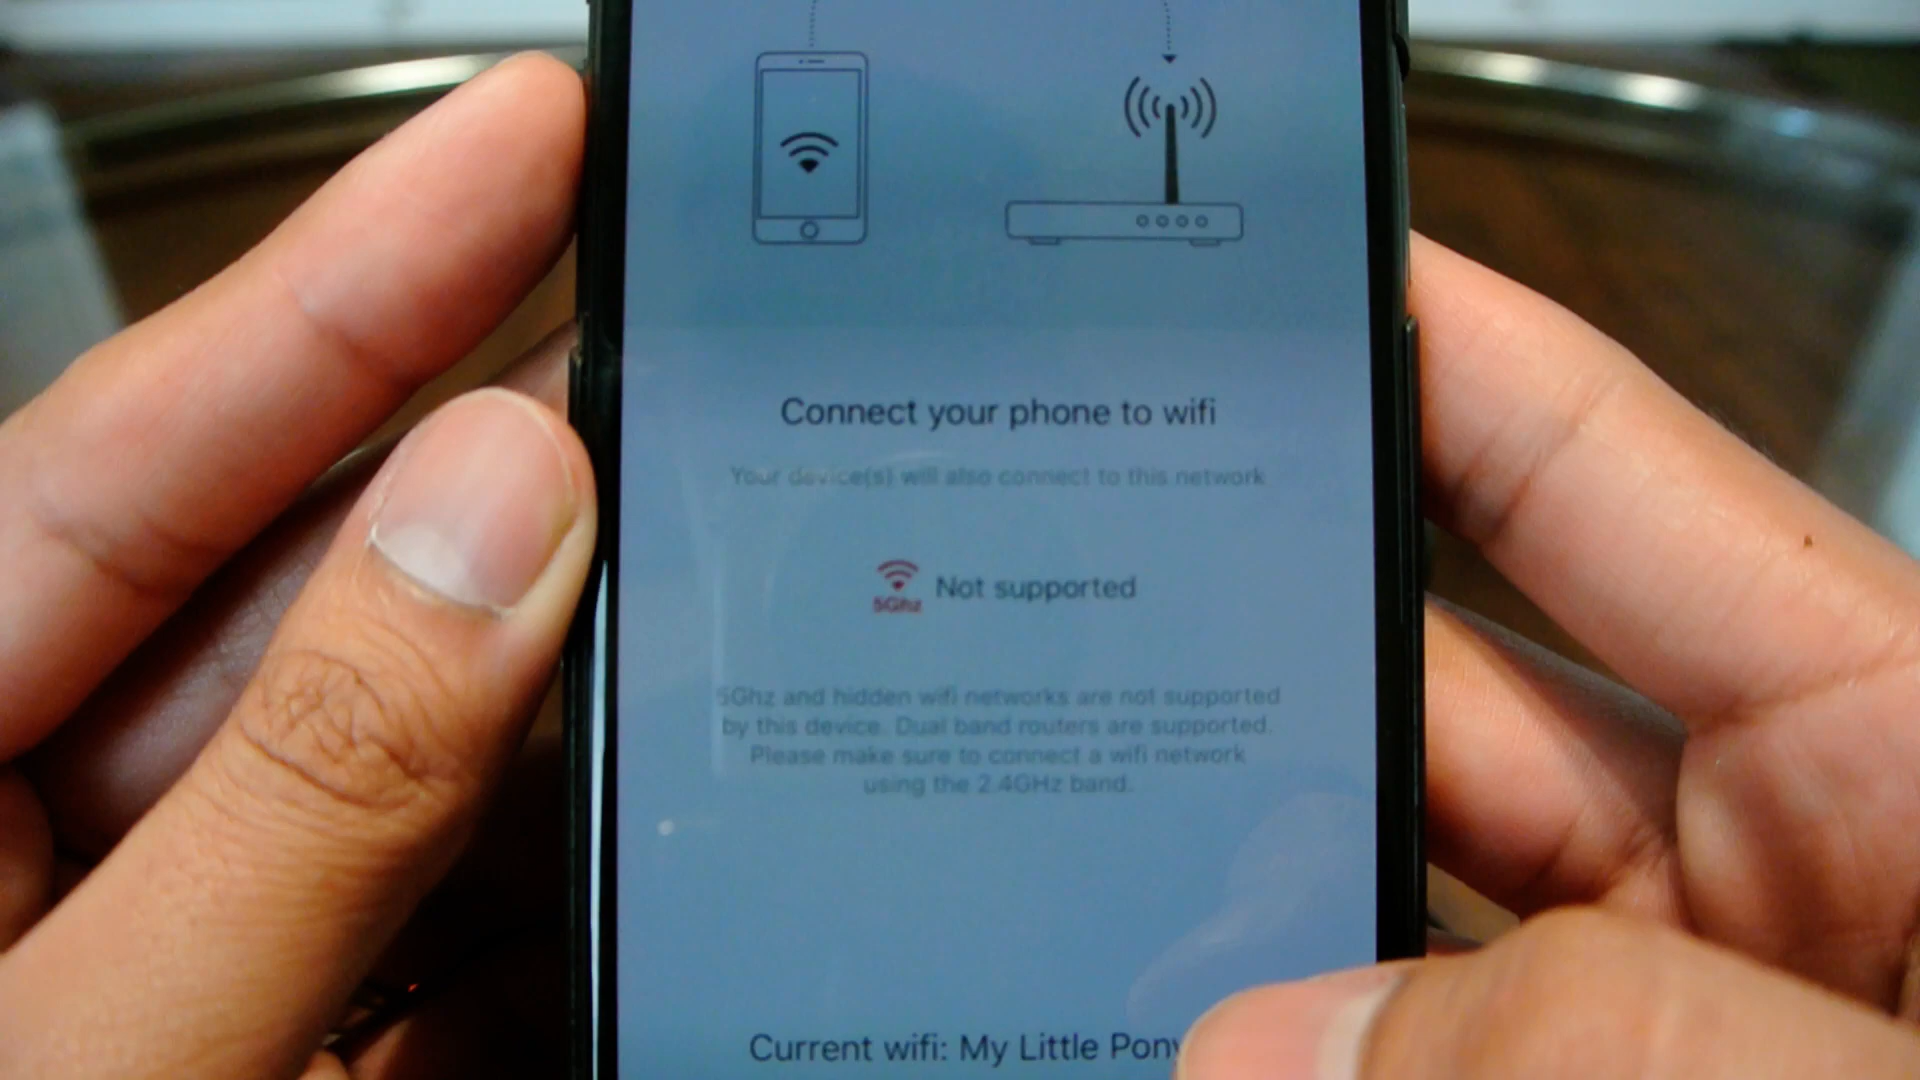 Connect your phone to wifi
Your device(s) will also connect to this network
5Ghz
Not supported
5Ghz and hidden wifi networks are not supported
by this device. Dual band routers are supported.
Please make sure to connect a wifi network
using the 2.4GHz band.
Current wifi: My Little Pony